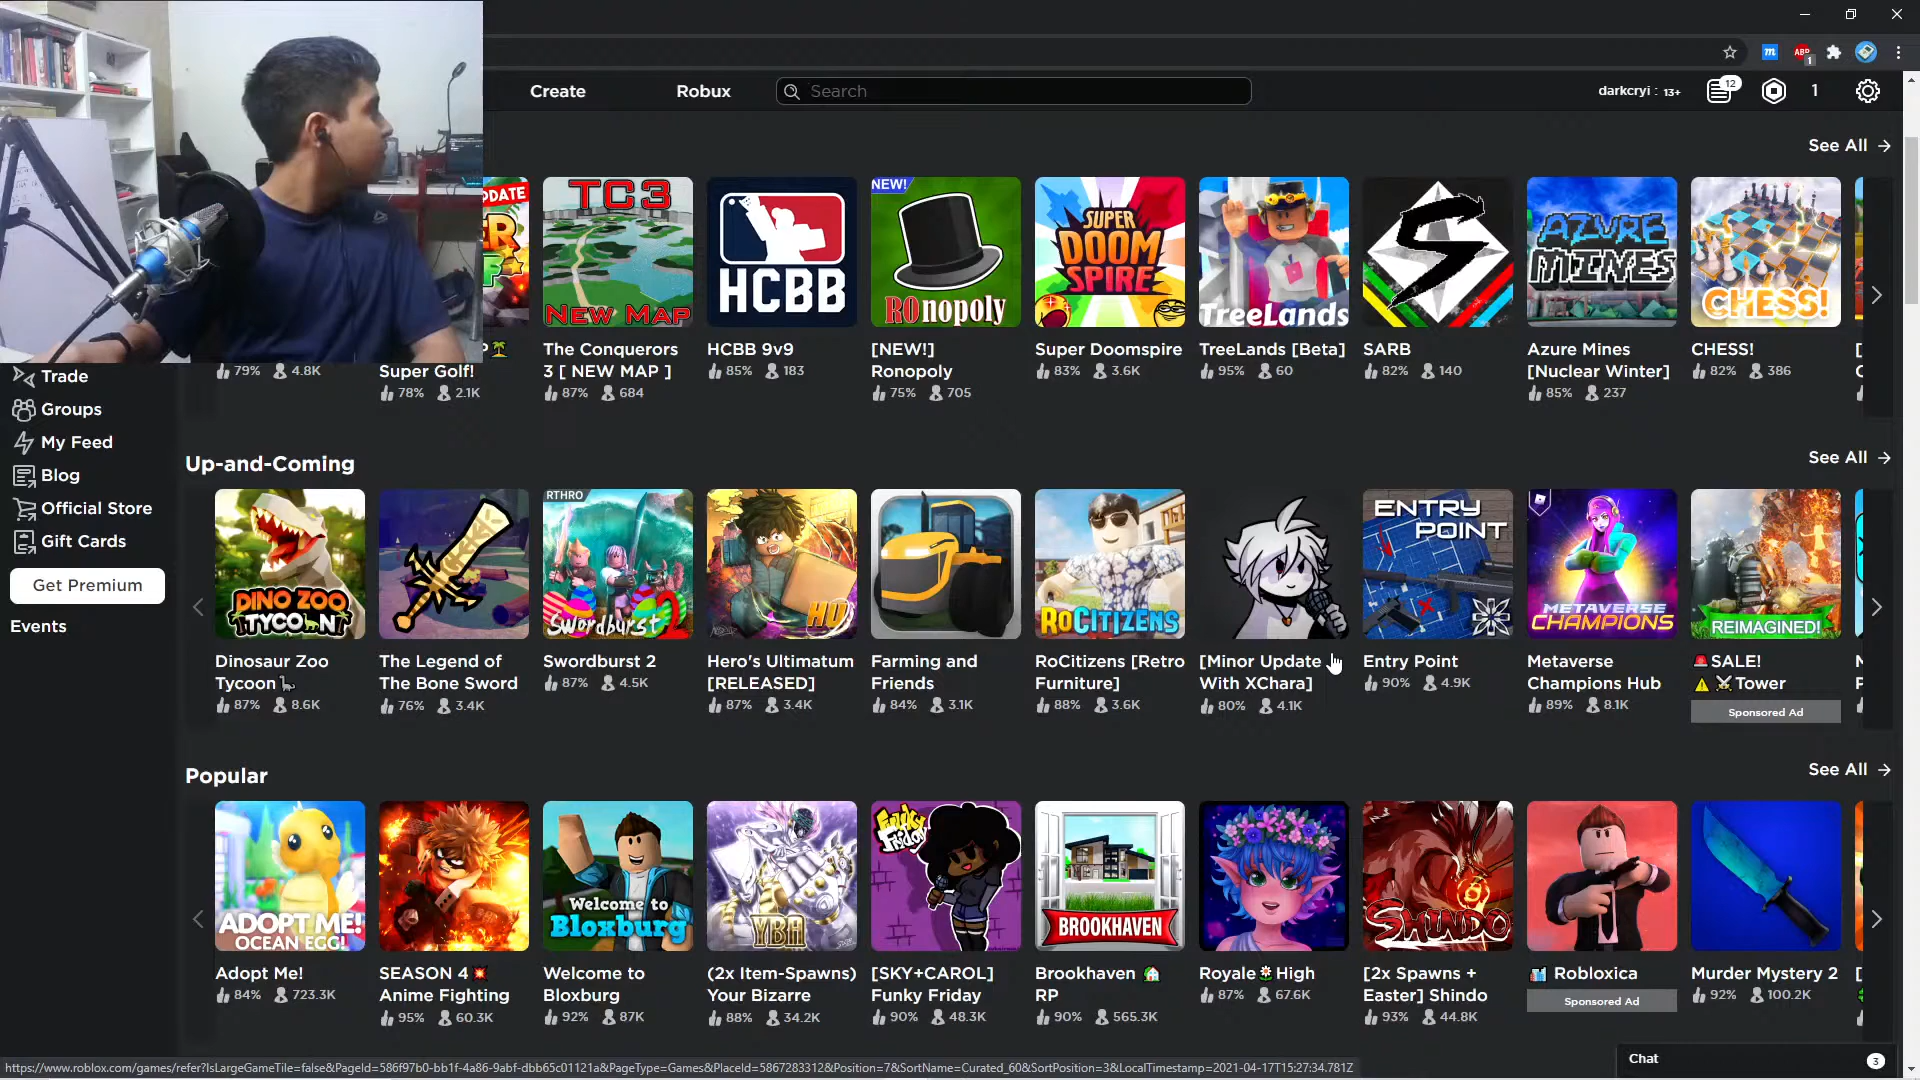 Create
Robux
Search
darkcryi : 13+
12
1
See All →
UPDATE
TC3
NEW MAP
HCBB
NEW!
ROnopoly
SUPER DOOM SPIRE
TreeLands
S
AZURE MINES
CHESS!
79% 4.8K
Super Golf!
78% 2.1K
The Conquerors
3 [ NEW MAP ]
87% 684
HCBB 9v9
85% 183
[NEW!]
Ronopoly
75% 705
Super Doomspire
83% 3.6K
TreeLands [Beta]
95% 60
SARB
82% 140
Azure Mines
[Nuclear Winter]
85% 237
CHESS!
82% 386
Trade
Groups
My Feed
Blog
Official Store
Gift Cards
Get Premium
Events
Up-and-Coming
See All →
DINO ZOO
TYCOON
RTHRO
Swordburst 2
HU
ROCITIZENS
ENTRY
POINT
METAVERSE
CHAMPIONS
REIMAGINED!
Dinosaur Zoo
Tycoon
87% 8.6K
The Legend of
The Bone Sword
76% 3.4K
Swordburst 2
87% 4.5K
Hero's Ultimatum
[RELEASED]
87% 3.4K
Farming and
Friends
84% 3.1K
RoCitizens [Retro
Furniture]
88% 3.6K
[Minor Update
With XChara]
80% 4.1K
Entry Point
90% 4.9K
Metaverse
Champions Hub
89% 8.1K
🚨SALE!
⚠️⚔️Tower
Sponsored Ad
Popular
See All →
ADOPT ME!
OCEAN EGG!
Welcome to
Bloxburg
YBA
Funky
Friday
BROOKHAVEN
SHINDO
Adopt Me!
84% 723.3K
SEASON 4💥
Anime Fighting
95% 60.3K
Welcome to
Bloxburg
92% 87K
(2x Item-Spawns)
Your Bizarre
88% 34.2K
[SKY+CAROL]
Funky Friday
90% 48.3K
Brookhaven 🏠
RP
90% 565.3K
Royale🌼High
87% 67.6K
[2x Spawns +
Easter] Shindo
93% 44.8K
Robloxica
Sponsored Ad
Murder Mystery 2
92% 100.2K
https://www.roblox.com/games/refer?IsLargeGameTile=false&PageId=586f97b0-bb1f-4a86-9abf-dbb65c01121a&PageType=Games&PlaceId=5867283312&Position=7&SortName=Curated_60&SortPosition=3&LocalTimestamp=2021-04-17T15:27:34.781Z
Chat
3